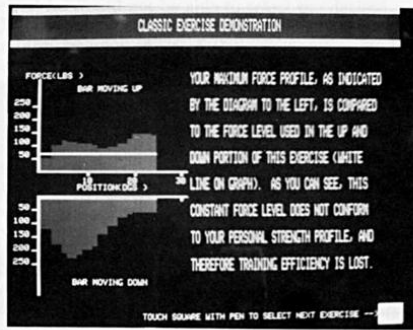 CLASSIC EXERCISE DEMONSTRATION
FORCE(LBS )
BAR MOVING UP
250
200
150
100
50
10 20 30
POSITION(DGS )
50
100
150
200
250
BAR MOVING DOWN
YOUR MAXIMUM FORCE PROFILE, AS INDICATED
BY THE DIAGRAM TO THE LEFT, IS COMPARED
TO THE FORCE LEVEL USED IN THE UP AND
DOWN PORTION OF THIS EXERCISE (WHITE
LINE ON GRAPH). AS YOU CAN SEE, THIS
CONSTANT FORCE LEVEL DOES NOT CONFORM
TO YOUR PERSONAL STRENGTH PROFILE, AND
THEREFORE TRAINING EFFICIENCY IS LOST.
TOUCH SQUARE WITH PEN TO SELECT NEXT EXERCISE -->